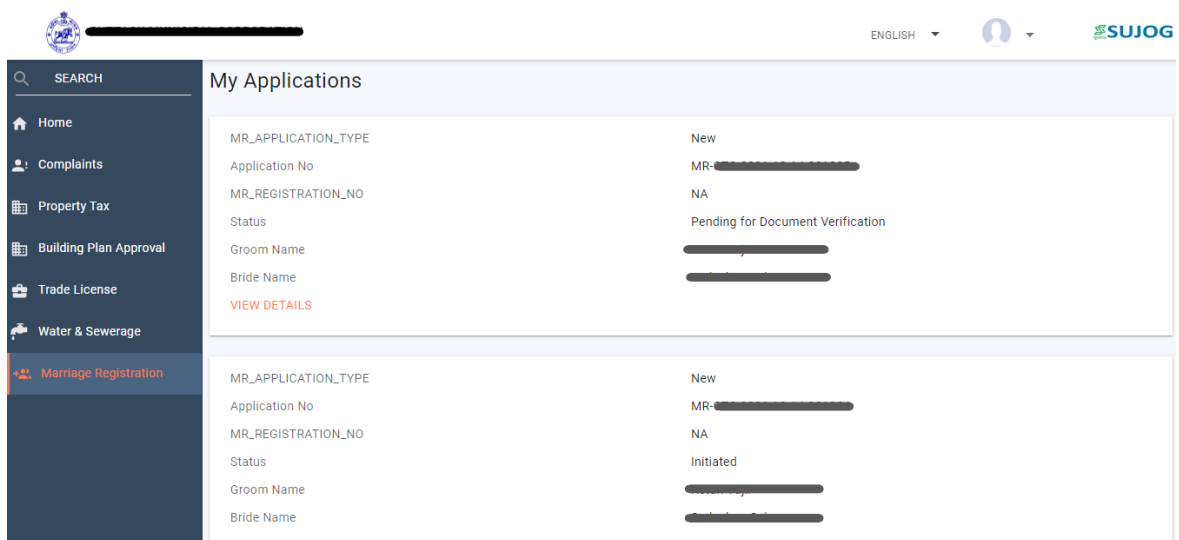 ENGLISH
SUJOG
SEARCH
My Applications
Home
Complaints
Property Tax
Building Plan Approval
Trade License
Water & Sewerage
Marriage Registration
MR_APPLICATION_TYPE New
Application No MR-
MR_REGISTRATION_NO NA
Status Pending for Document Verification
Groom Name
Bride Name
VIEW DETAILS
MR_APPLICATION_TYPE New
Application No MR-
MR_REGISTRATION_NO NA
Status Initiated
Groom Name
Bride Name